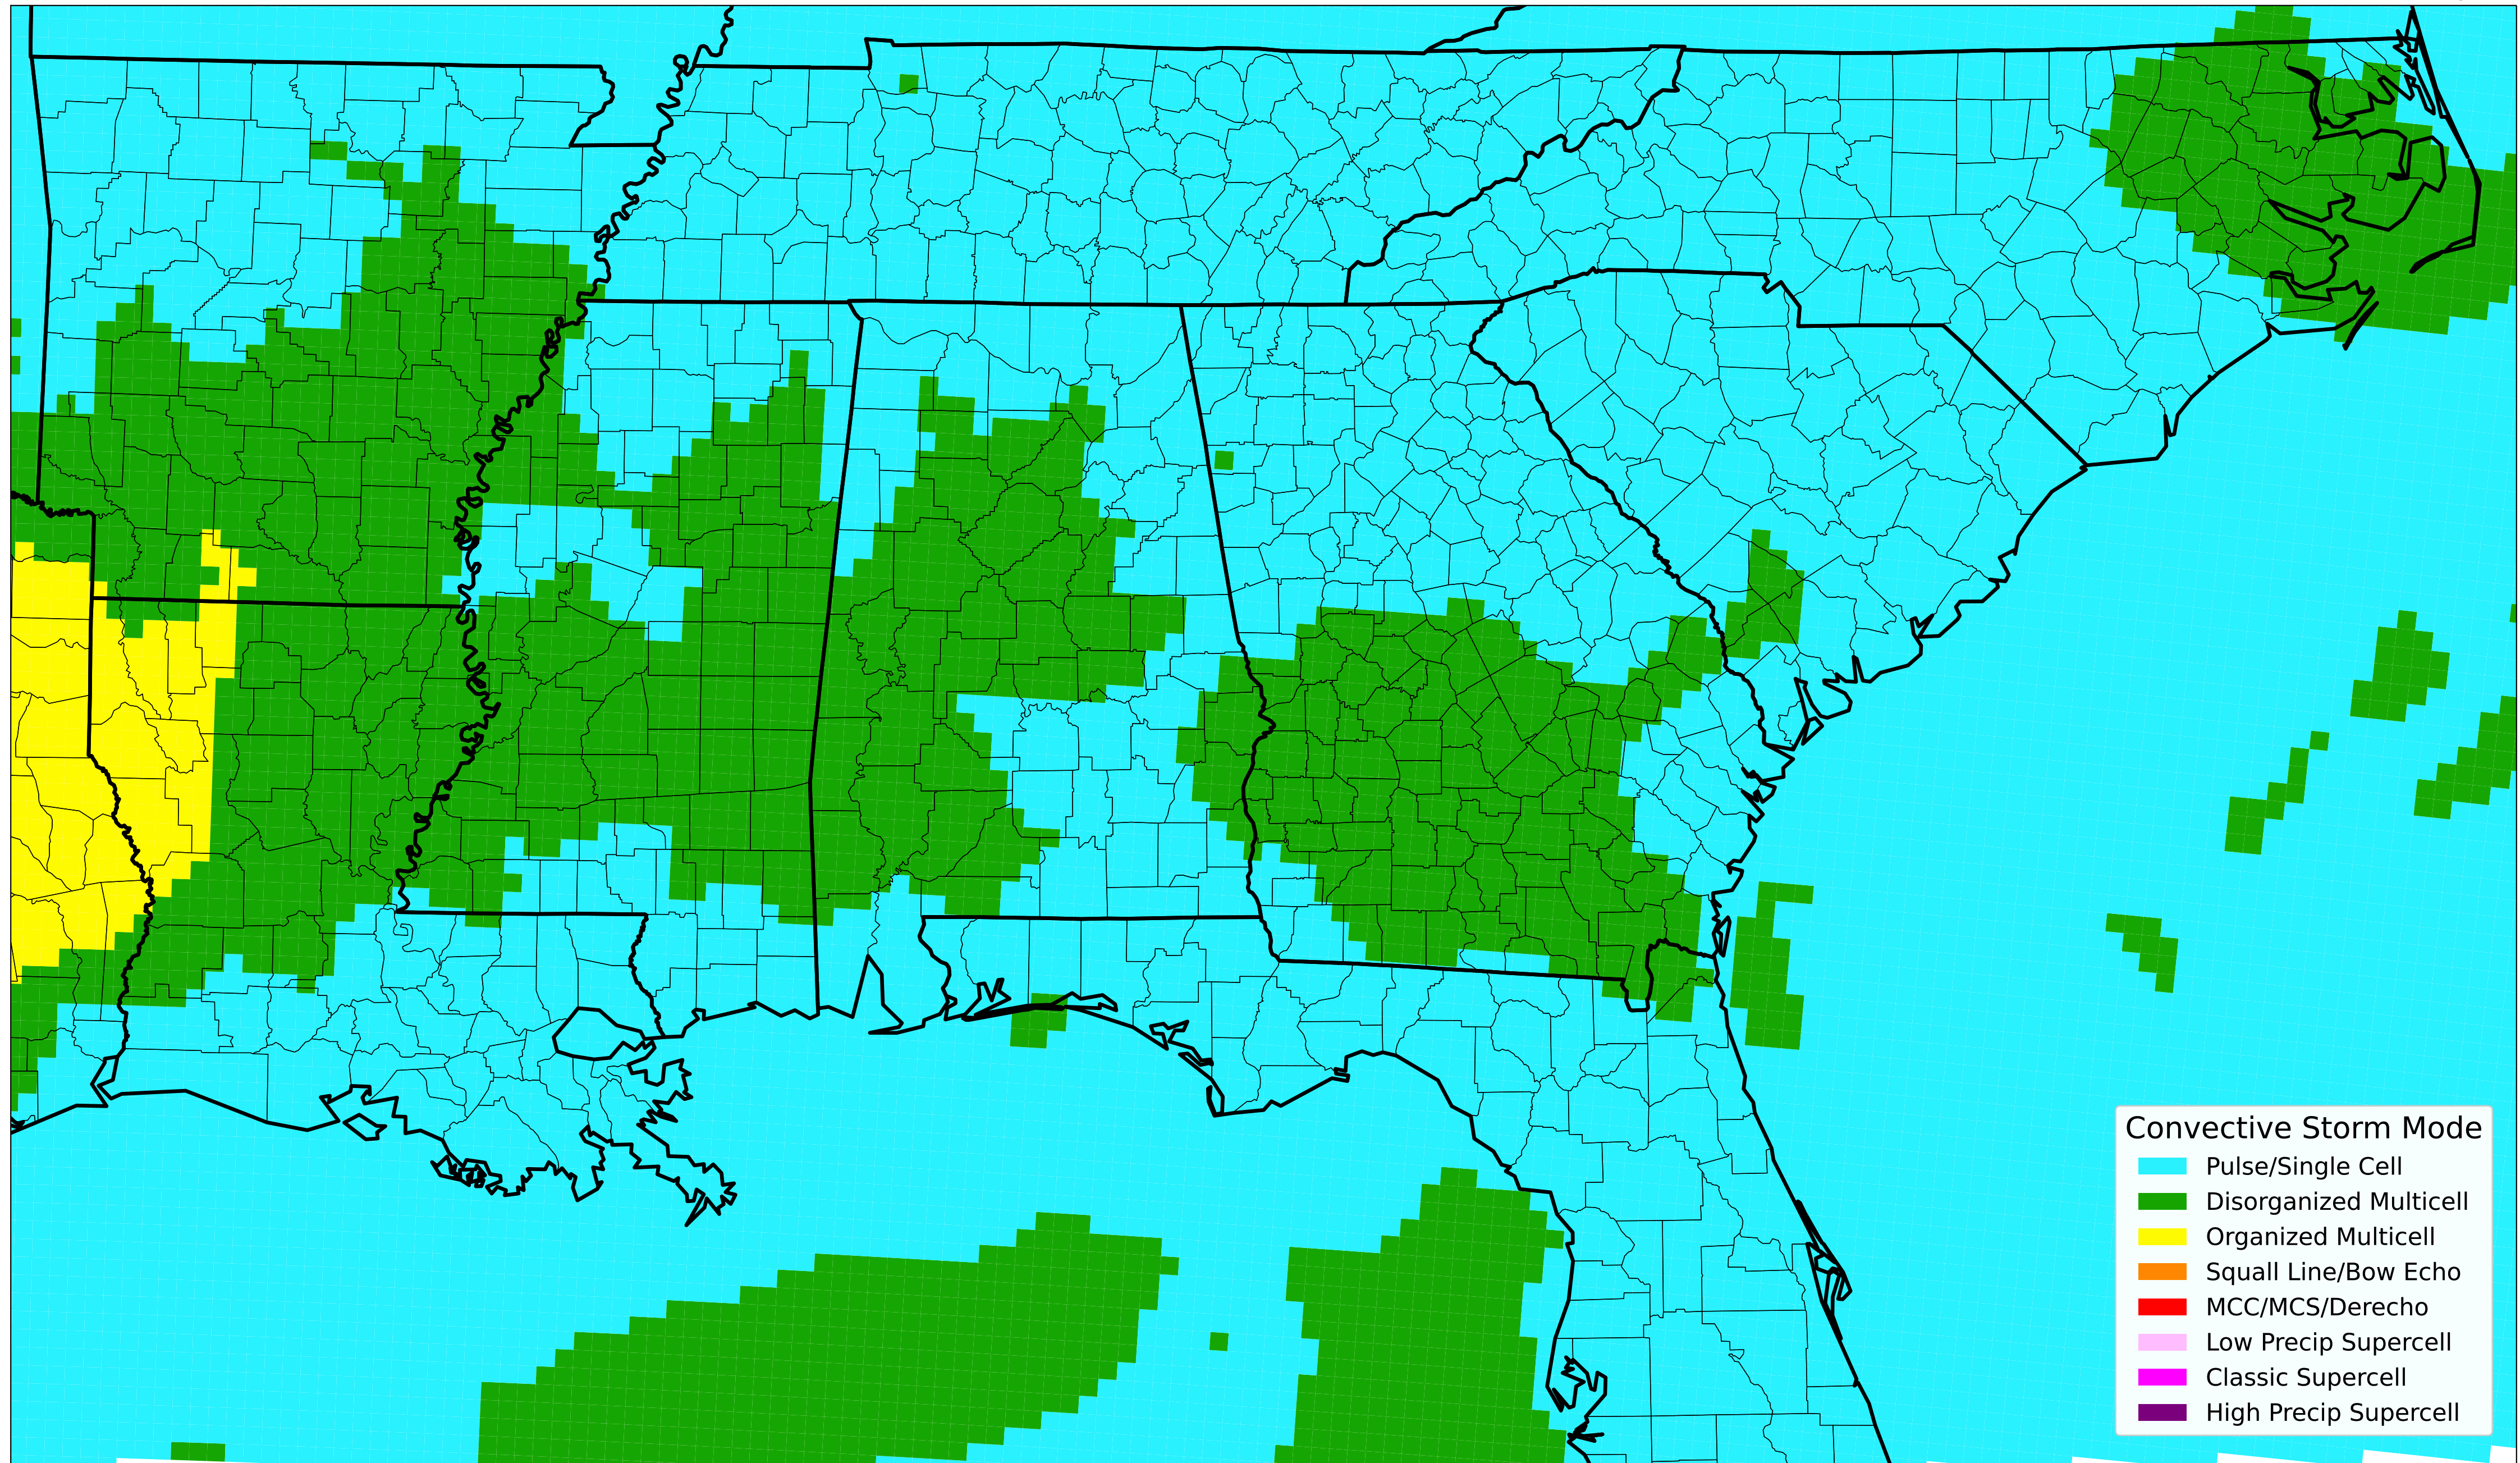 Convective Storm Mode
Pulse/Single Cell
Disorganized Multicell
Organized Multicell
Squall Line/Bow Echo
MCC/MCS/Derecho
Low Precip Supercell
Classic Supercell
High Precip Supercell